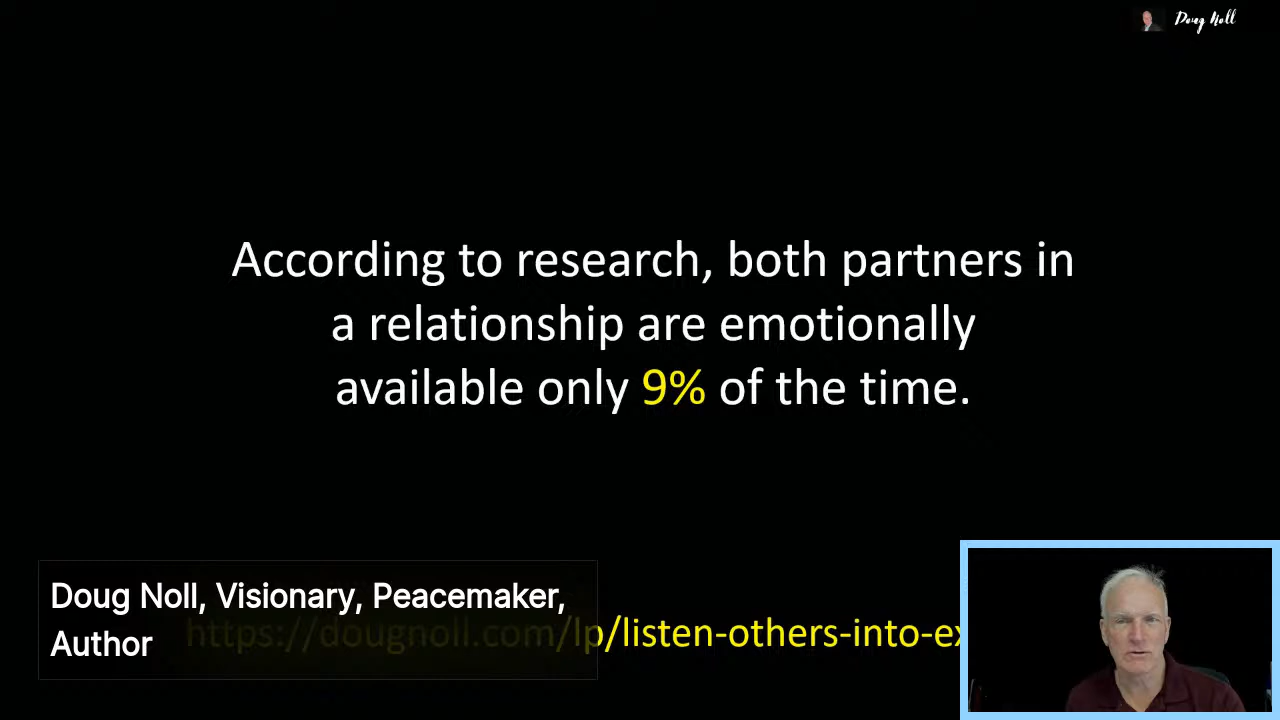 Doug Noll
According to research, both partners in
a relationship are emotionally
available only 9% of the time.
Doug Noll, Visionary, Peacemaker,
Author
https://dougnoll.com/lp/listen-others-into-ex